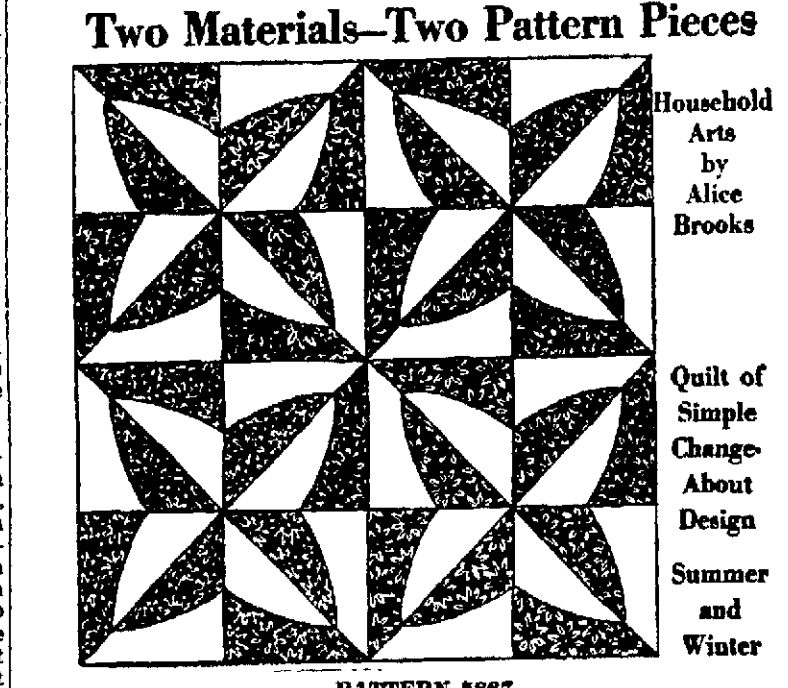 Two Materials—Two Pattern Pieces
Household
Arts
by
Alice
Brooks
Quilt of
Simple
Change-
About
Design
Summer
and
Winter
PATTERN